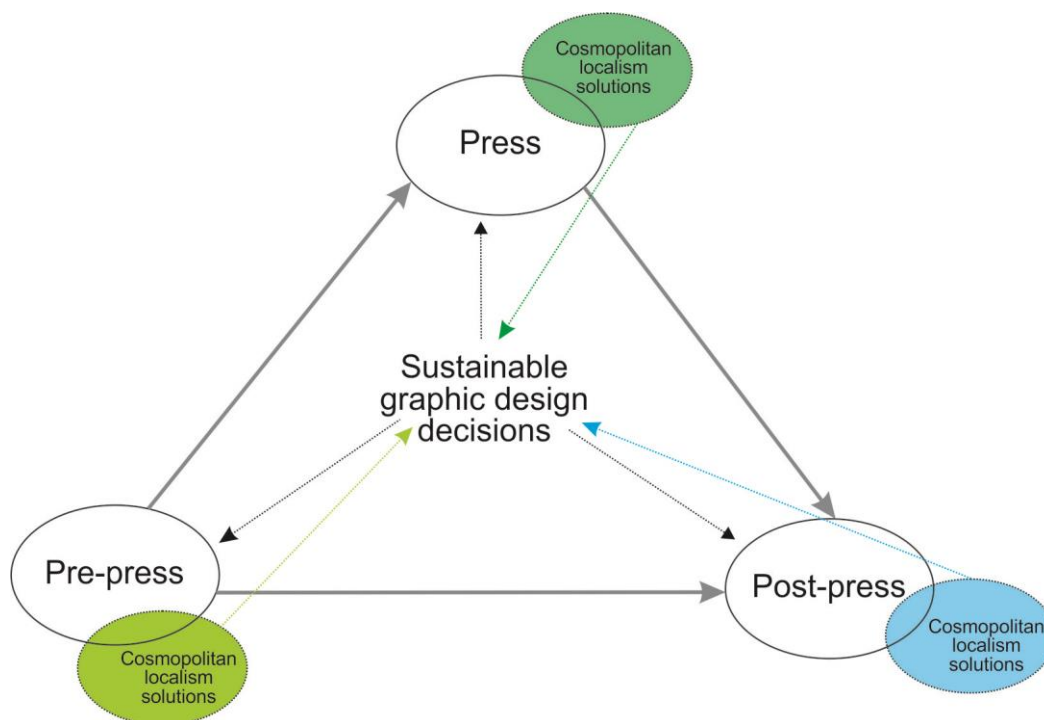 Cosmopolitan
localism
solutions
Press
Sustainable
graphic design
decisions
Pre-press
Post-press
Cosmopolitan
localism
solutions
Cosmopolitan
localism
solutions